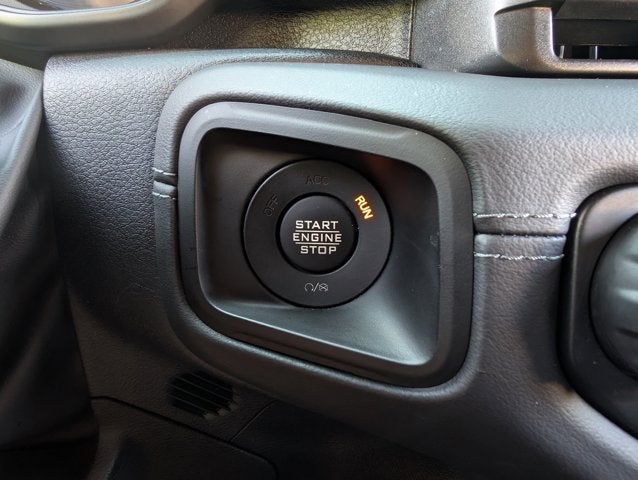 ACC
OFF
RUN
START
ENGINE
STOP